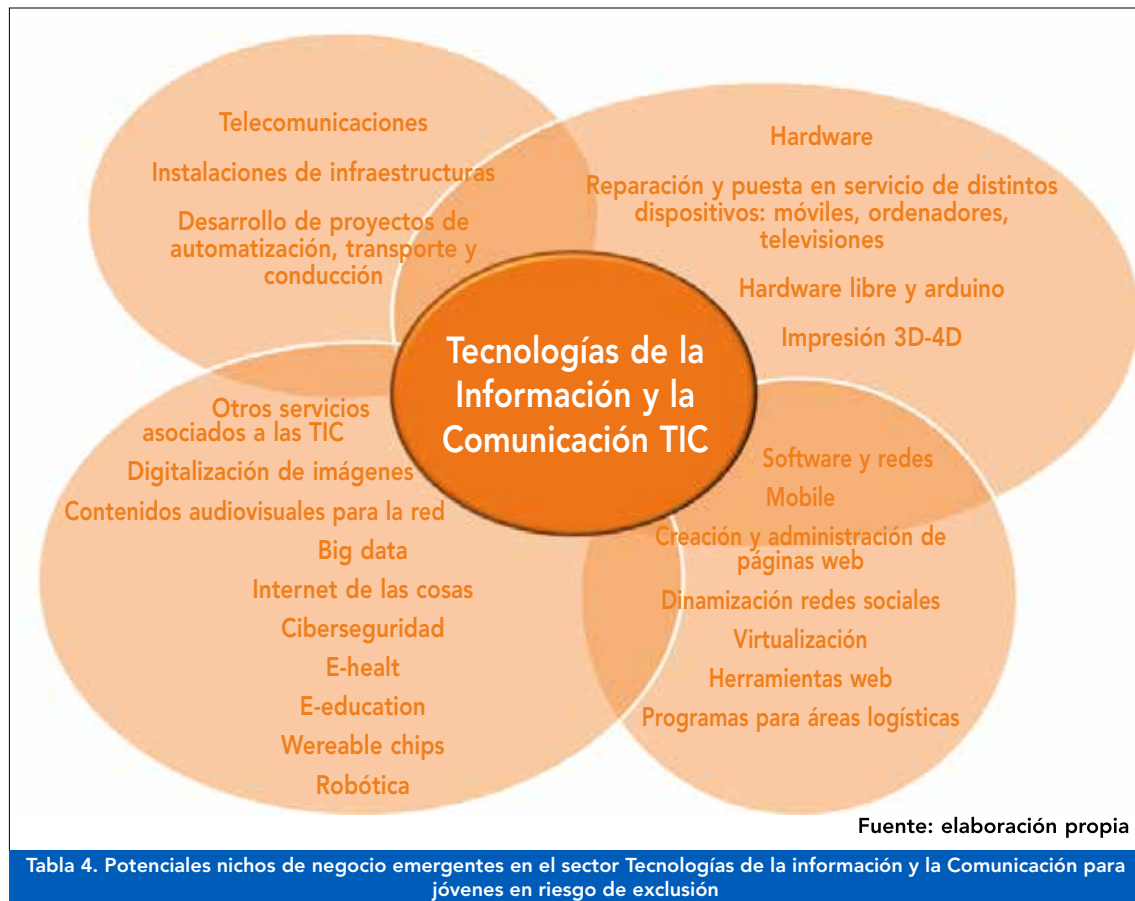 Telecomunicaciones
Instalaciones de infraestructuras
Desarrollo de proyectos de
automatización, transporte y
conducción
Hardware
Reparación y puesta en servicio de distintos
dispositivos: móviles, ordenadores,
televisiones
Hardware libre y arduino
Impresión 3D-4D
Tecnologías de la
Información y la
Comunicación TIC
Otros servicios
asociados a las TIC
Digitalización de imágenes
Contenidos audiovisuales para la red
Big data
Internet de las cosas
Ciberseguridad
E-healt
E-education
Wereable chips
Robótica
Software y redes
Mobile
Creación y administración de
páginas web
Dinamización redes sociales
Virtualización
Herramientas web
Programas para áreas logísticas
Fuente: elaboración propia
Tabla 4. Potenciales nichos de negocio emergentes en el sector Tecnologías de la información y la Comunicación para
jóvenes en riesgo de exclusión